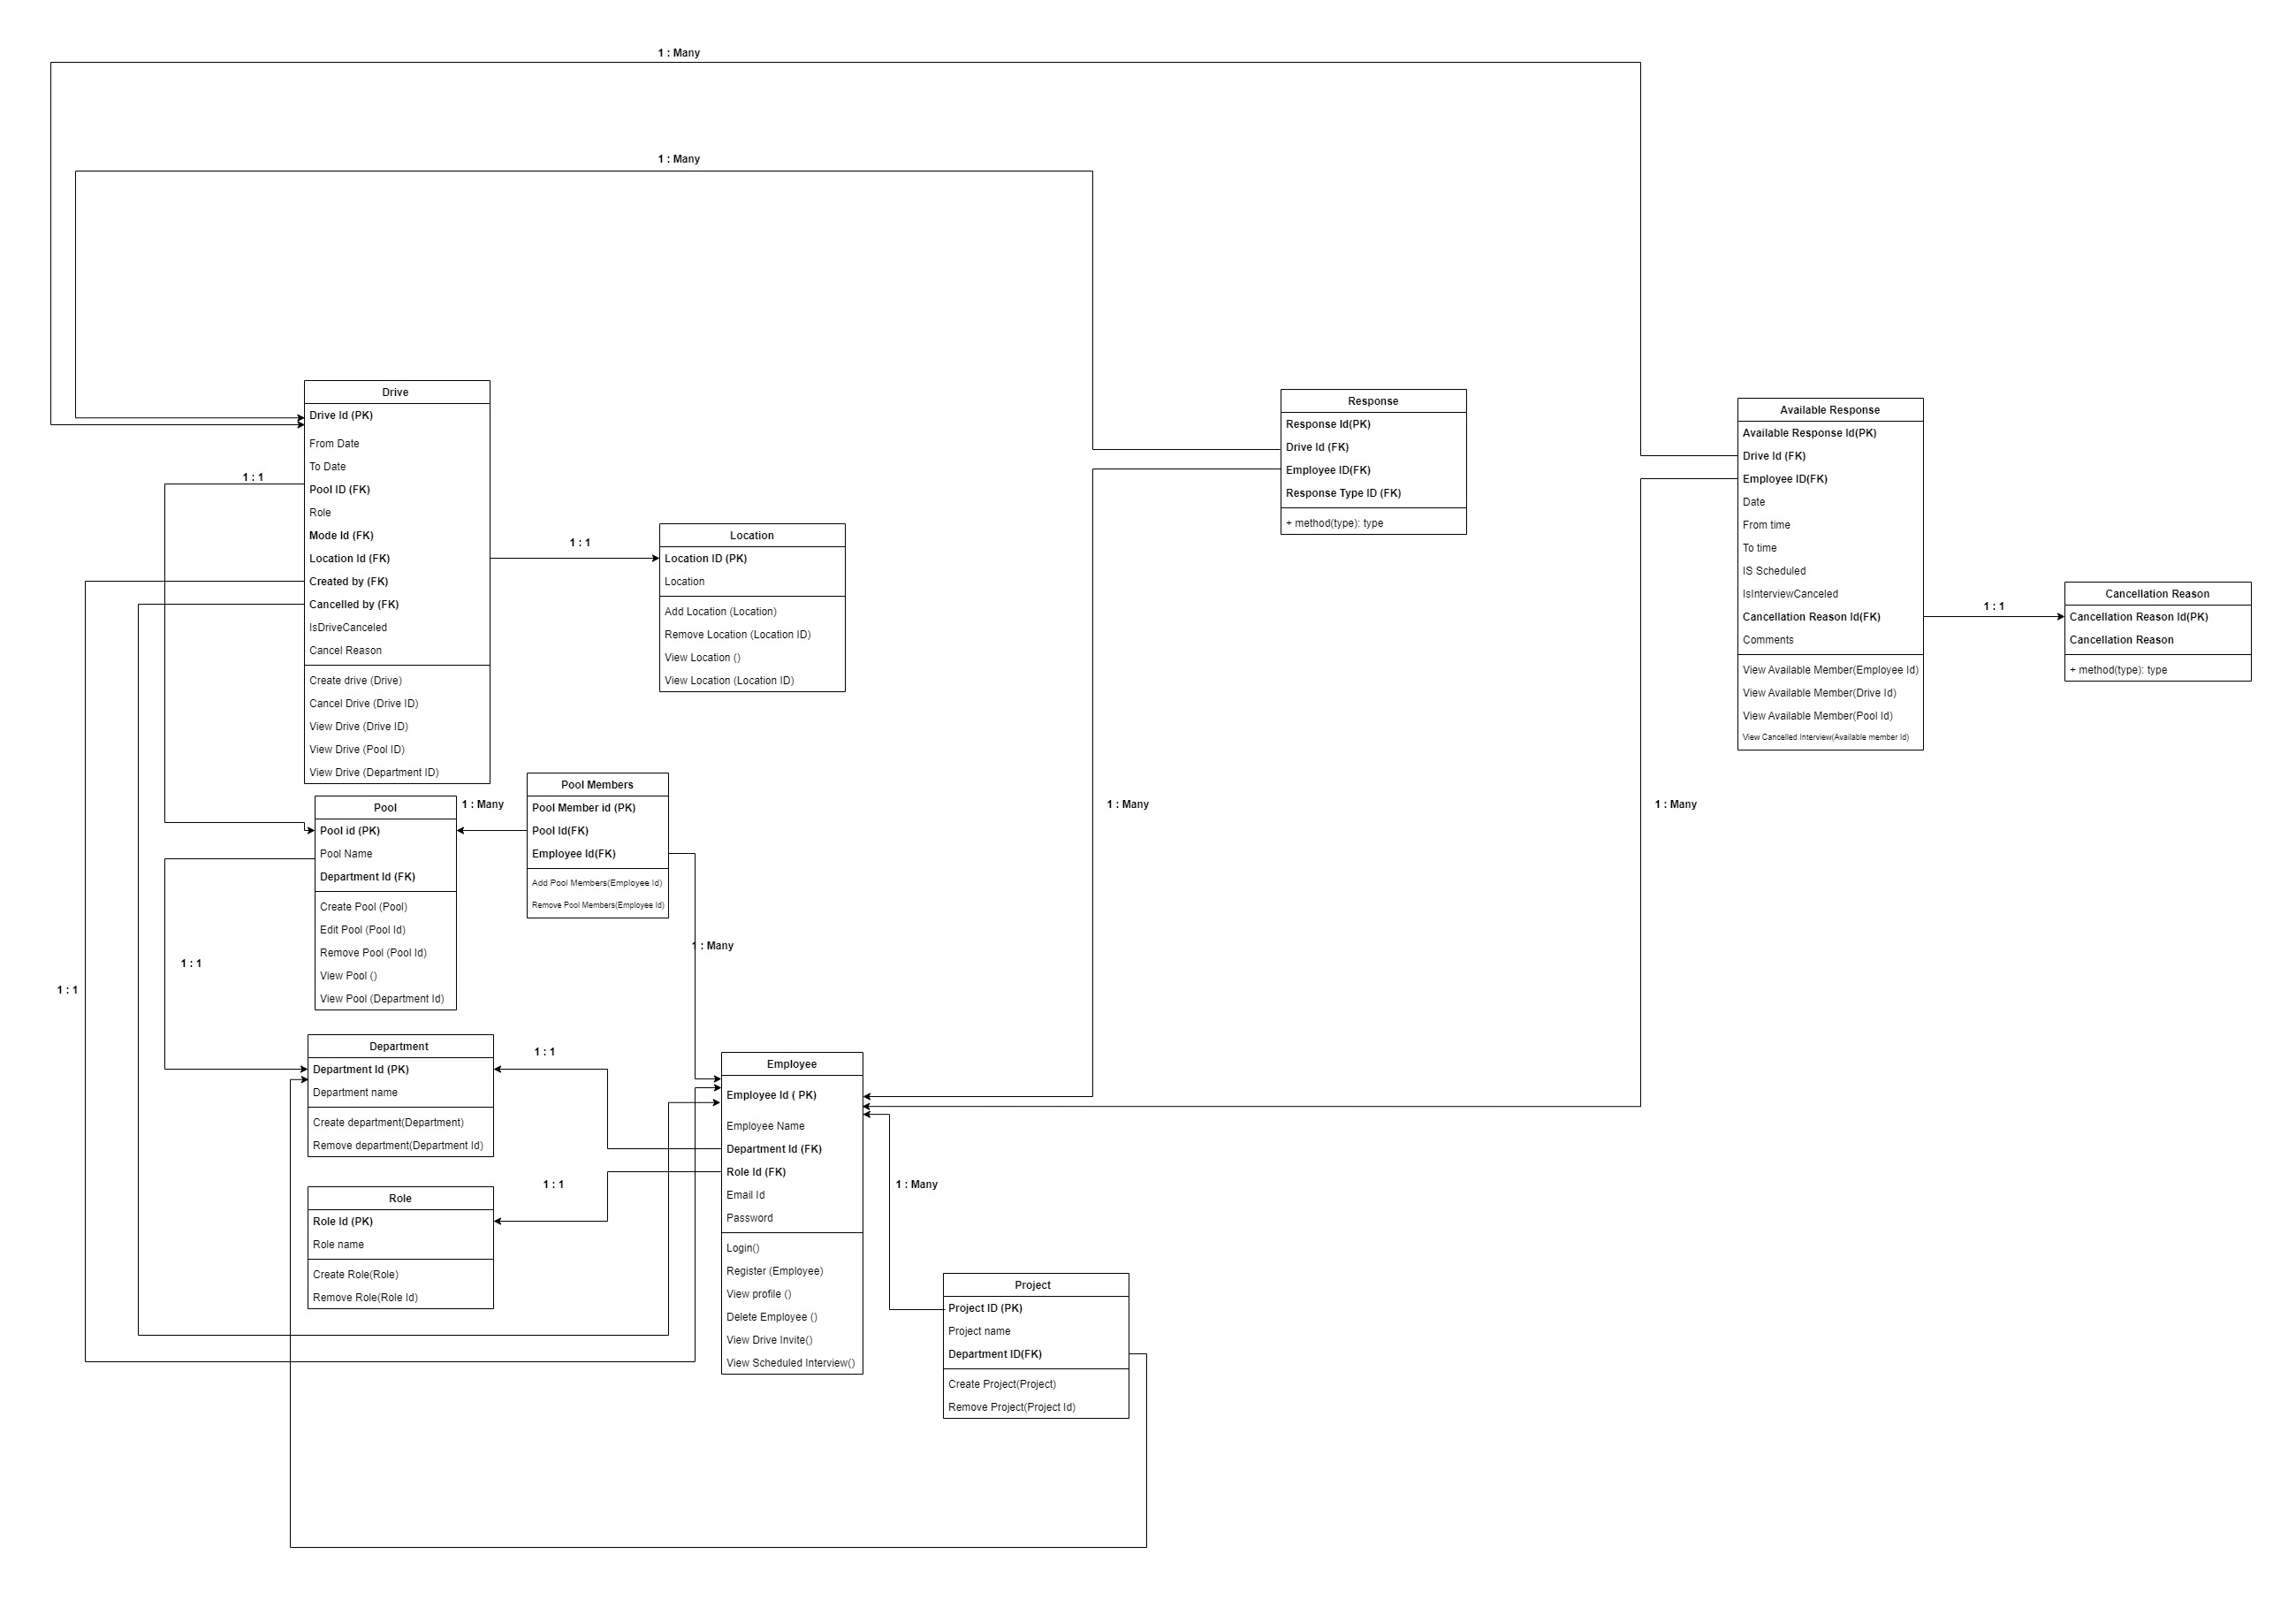 1 : Many
1 : Many
Drive
Drive Id (PK)
From Date
To Date
Pool ID (FK)
Role
Mode Id (FK)
Location Id (FK)
Created by (FK)
Cancelled by (FK)
IsDriveCanceled
Cancel Reason
Create drive (Drive)
Cancel Drive (Drive ID)
View Drive (Drive ID)
View Drive (Pool ID)
View Drive (Department ID)
1 : 1
1 : 1
Location
Location ID (PK)
Location
Add Location (Location)
Remove Location (Location ID)
View Location ()
View Location (Location ID)
Response
Response Id(PK)
Drive Id (FK)
Employee ID(FK)
Response Type ID (FK)
+ method(type): type
Available Response
Available Response Id(PK)
Drive Id (FK)
Employee ID(FK)
Date
From time
To time
IS Scheduled
IsInterviewCanceled
Cancellation Reason Id(FK)
Comments
View Available Member(Employee Id)
View Available Member(Drive Id)
View Available Member(Pool Id)
View Cancelled Interview(Available member Id)
1 : 1
Cancellation Reason
Cancellation Reason Id(PK)
Cancellation Reason
+ method(type): type
Pool
Pool id (PK)
Pool Name
Department Id (FK)
Create Pool (Pool)
Edit Pool (Pool Id)
Remove Pool (Pool Id)
View Pool ()
View Pool (Department Id)
1 : Many
Pool Members
Pool Member id (PK)
Pool Id(FK)
Employee Id(FK)
Add Pool Members(Employee Id)
Remove Pool Members(Employee Id)
1 : Many
1 : Many
1 : Many
1 : 1
1 : 1
Department
Department Id (PK)
Department name
Create department(Department)
Remove department(Department Id)
1 : 1
Role
Role Id (PK)
Role name
Create Role(Role)
Remove Role(Role Id)
1 : 1
Employee
Employee Id ( PK)
Employee Name
Department Id (FK)
Role Id (FK)
Email Id
Password
Login()
Register (Employee)
View profile ()
Delete Employee ()
View Drive Invite()
View Scheduled Interview()
1 : Many
Project
Project ID (PK)
Project name
Department ID(FK)
Create Project(Project)
Remove Project(Project Id)